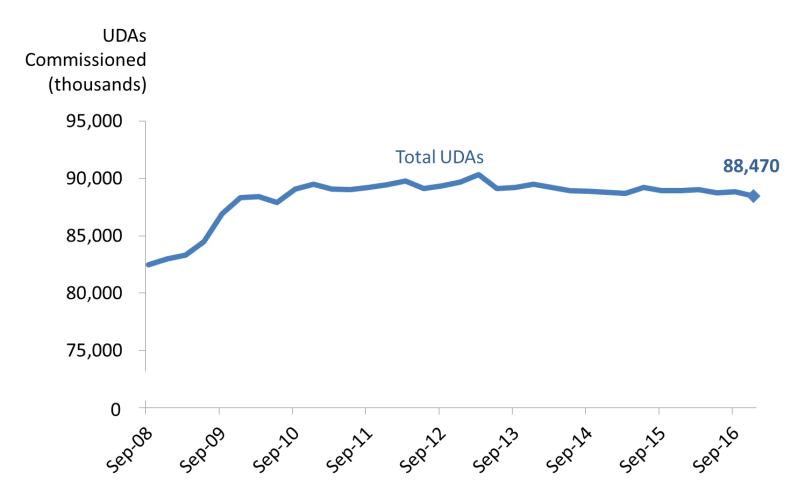 UDAs
Commissioned
(thousands)
95,000
Total UDAs
88,470
90,000
85,000
80,000
75,000
0
Sep-08
Sep-09
Sep-10
Sep-11
Sep-12
Sep-13
Sep-14
Sep-15
Sep-16